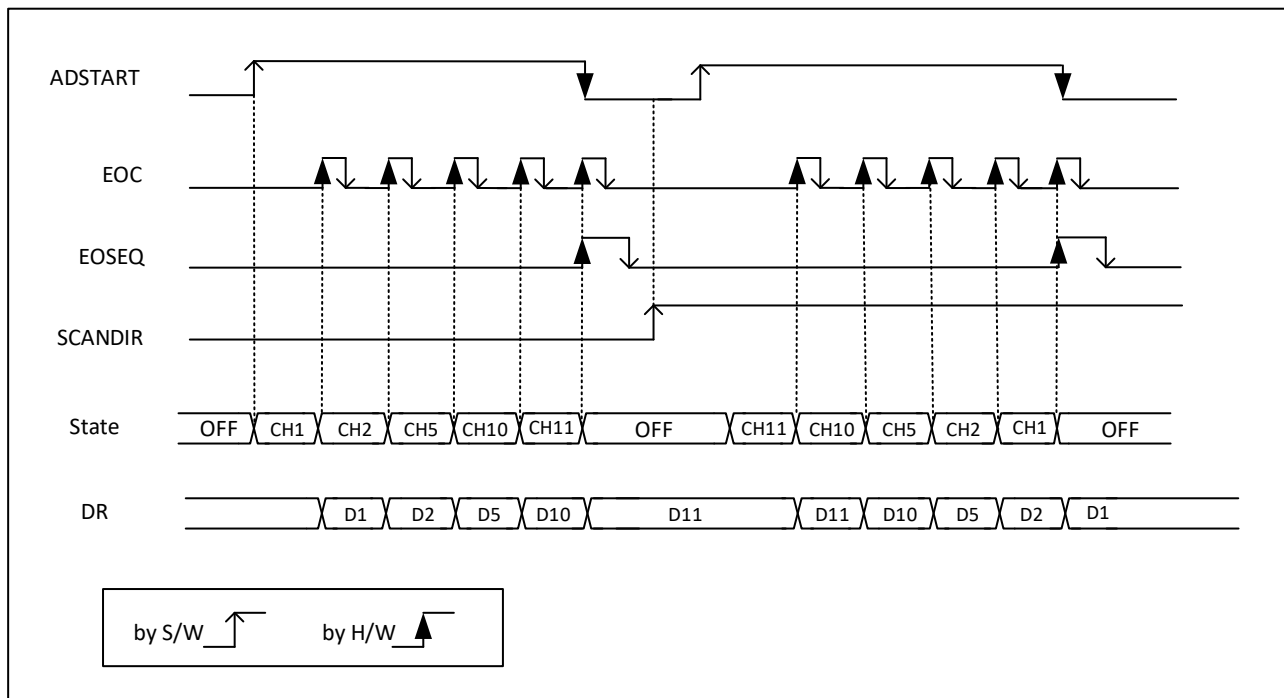 ADSTART
EOC
EOSEQ
SCANDIR
State OFF CH1 CH2 CH5 CH10 CH11 OFF CH11 CH10 CH5 CH2 CH1 OFF
DR D1 D2 D5 D10 D11 D11 D10 D5 D2 D1
by S/W by H/W